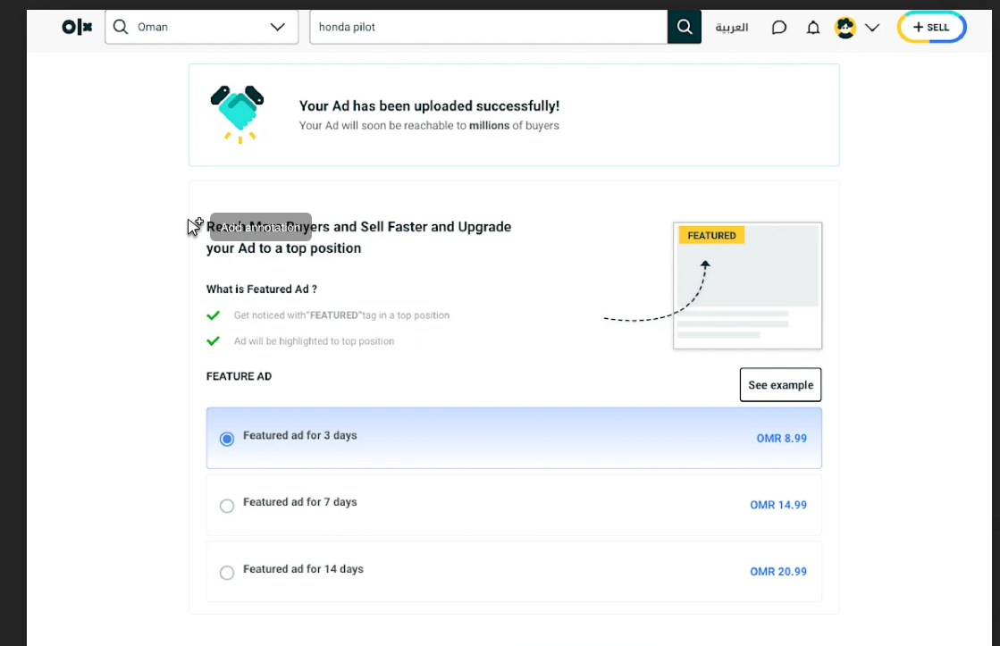 olx
Oman
honda pilot
العربية
+ SELL
Your Ad has been uploaded successfully!
Your Ad will soon be reachable to millions of buyers
Add annotation
Reach More Buyers and Sell Faster and Upgrade
your Ad to a top position
FEATURED
What is Featured Ad ?
Get noticed with"FEATURED"tag in a top position
Ad will be highlighted to top position
FEATURE AD
See example
Featured ad for 3 days OMR 8.99
Featured ad for 7 days OMR 14.99
Featured ad for 14 days OMR 20.99